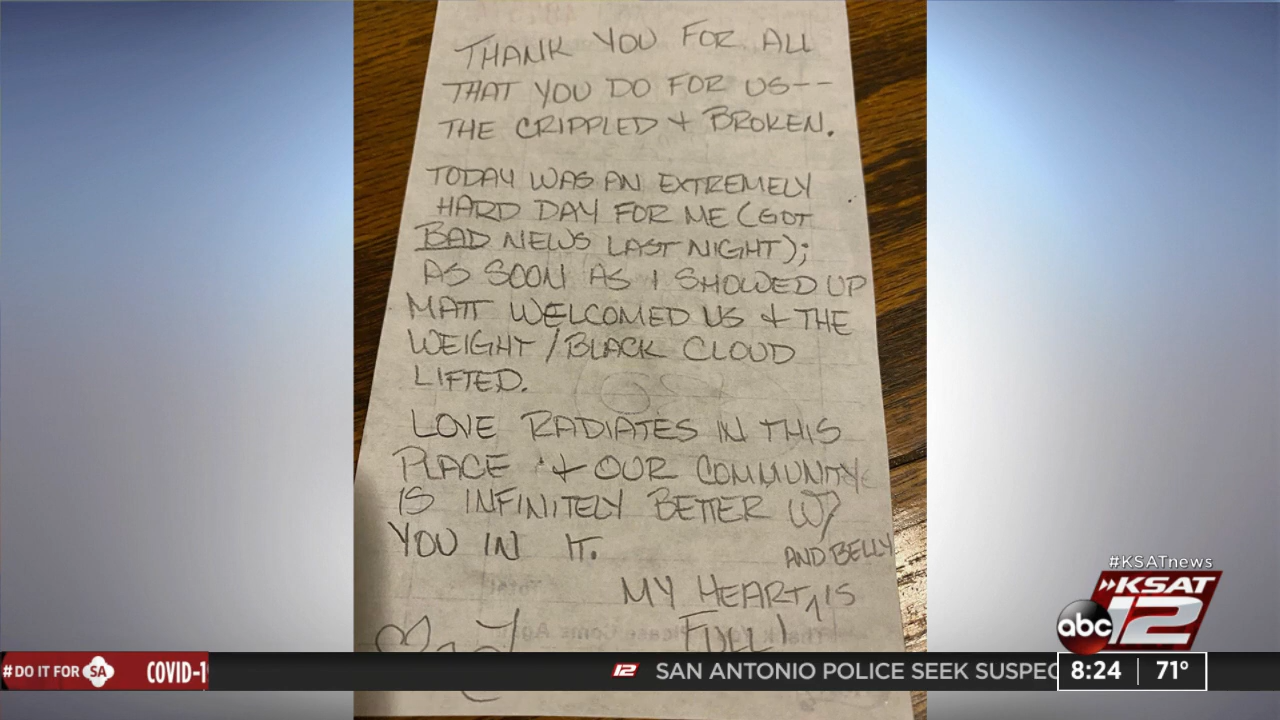 THANK YOU FOR ALL
THAT YOU DO FOR US--
THE CRIPPLED + BROKEN.
TODAY WAS AN EXTREMELY
HARD DAY FOR ME (GOT
BAD NEWS LAST NIGHT);
AS SOON AS I SHOWED UP
MATT WELCOMED US + THE
WEIGHT/BLACK CLOUD
LIFTED.
LOVE RADIATES IN THIS
PLACE + OUR COMMUNITY
IS INFINITELY BETTER W/
YOU IN IT.
AND BELLY
MY HEART ^ IS
FULL!
#KSATnews
KSAT
abc 12
#DO IT FOR SA
COVID-1
12 SAN ANTONIO POLICE SEEK SUSPEC
8:24 71°